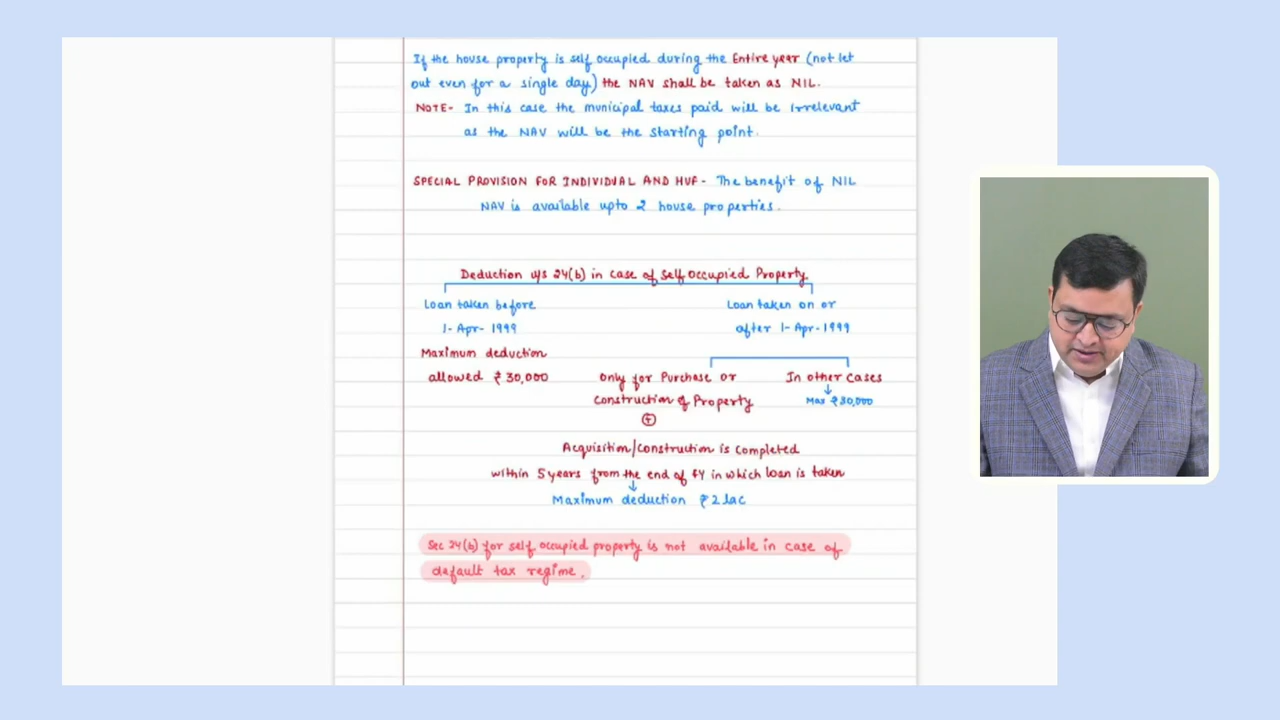 If the house property is self occupied during the Entire year (not let
out even for a single day) the NAV shall be taken as NIL.
NOTE- In this case the municipal taxes paid will be irrelevant
as the NAV will be the starting point.
SPECIAL PROVISION FOR INDIVIDUAL AND HUF- The benefit of NIL
NAV is available upto 2 house properties.
Deduction u/s 24(b) in case of Self Occupied Property
Loan taken before
1-Apr-1999
Maximum deduction
allowed ₹30,000
Loan taken on or
after 1-Apr-1999
Only for Purchase or
Construction of Property
+
In other cases
↓
Max ₹30,000
Acquisition/Construction is completed
within 5 years from the end of FY in which loan is taken
↓
Maximum deduction ₹2 lac
Sec 24(b) for self occupied property is not available in case of
default tax regime.